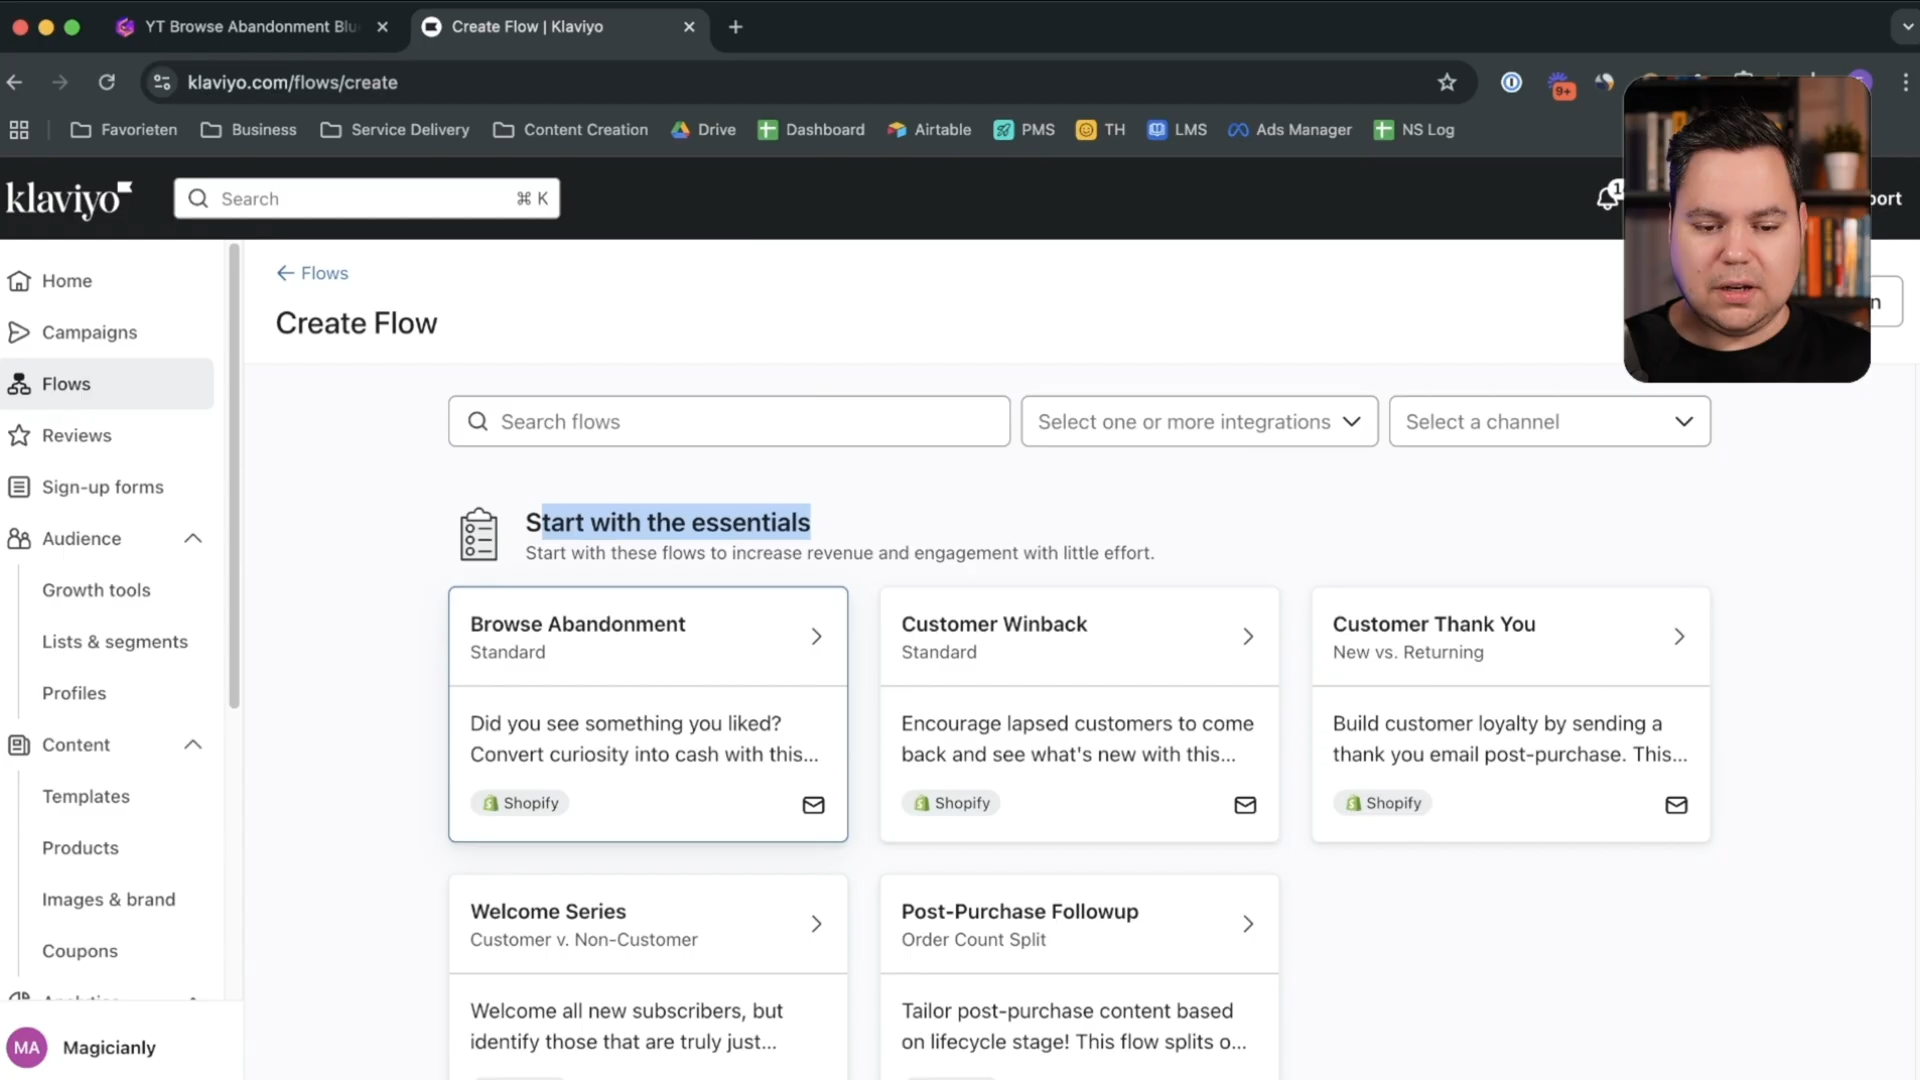 YT Browse Abandonment Blu
Create Flow | Klaviyo
klaviyo.com/flows/create
9+
Favorieten
Business
Service Delivery
Content Creation
Drive
Dashboard
Airtable
PMS
TH
LMS
Ads Manager
NS Log
klaviyo
Search
⌘ K
1
port
Home
Campaigns
Flows
Reviews
Sign-up forms
Audience
Growth tools
Lists & segments
Profiles
Content
Templates
Products
Images & brand
Coupons
MA
Magicianly
Flows
Create Flow
n
Search flows
Select one or more integrations
Select a channel
Start with the essentials
Start with these flows to increase revenue and engagement with little effort.
Browse Abandonment
Standard
Did you see something you liked?
Convert curiosity into cash with this...
Shopify
Customer Winback
Standard
Encourage lapsed customers to come
back and see what's new with this...
Shopify
Customer Thank You
New vs. Returning
Build customer loyalty by sending a
thank you email post-purchase. This...
Shopify
Welcome Series
Customer v. Non-Customer
Welcome all new subscribers, but
identify those that are truly just...
Post-Purchase Followup
Order Count Split
Tailor post-purchase content based
on lifecycle stage! This flow splits o...